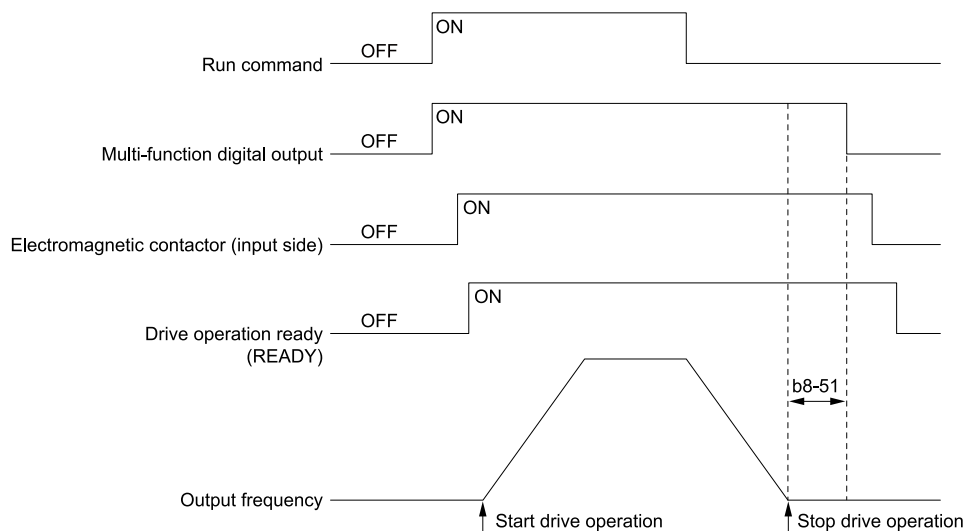 ON
OFF
Run command
ON
OFF
Multi-function digital output
ON
OFF
Electromagnetic contactor (input side)
ON
OFF
Drive operation ready
(READY)
b8-51
Output frequency
Start drive operation
Stop drive operation